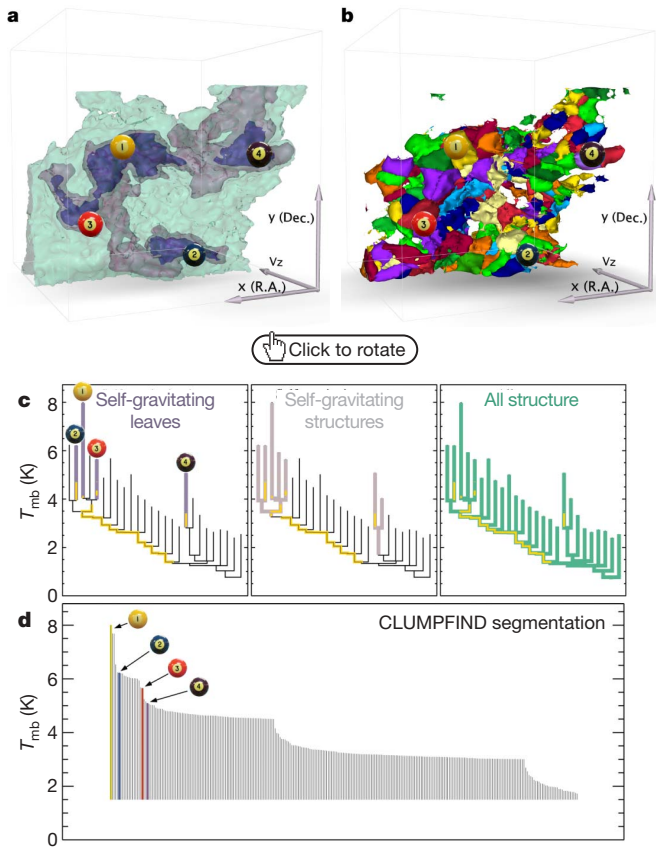 a
b
1
4
3
2
y (Dec.)
Vz
x (R.A.)
1
4
3
2
y (Dec.)
Vz
x (R.A.)
Click to rotate
c
Self-gravitating
leaves
Self-gravitating
structures
All structure
1
2
3
4
8
6
4
2
0
Tmb (K)
d
CLUMPFIND segmentation
1
2
3
4
8
6
4
2
0
Tmb (K)